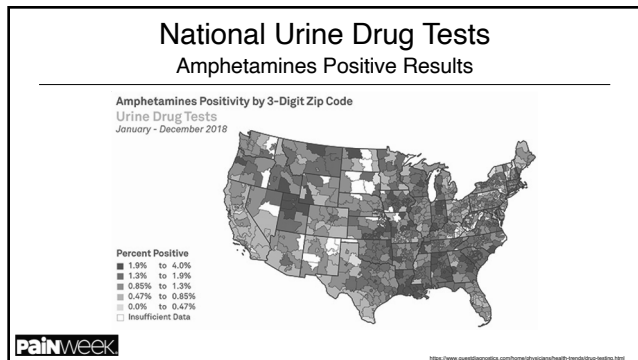 National Urine Drug Tests
Amphetamines Positive Results
Amphetamines Positivity by 3-Digit Zip Code
Urine Drug Tests
January - December 2018
Percent Positive
1.9% to 4.0%
1.3% to 1.9%
0.85% to 1.3%
0.47% to 0.85%
0.0% to 0.47%
Insufficient Data
PAINWEEK.
https://www.questdiagnostics.com/home/physicians/health-trends/drug-testing.html